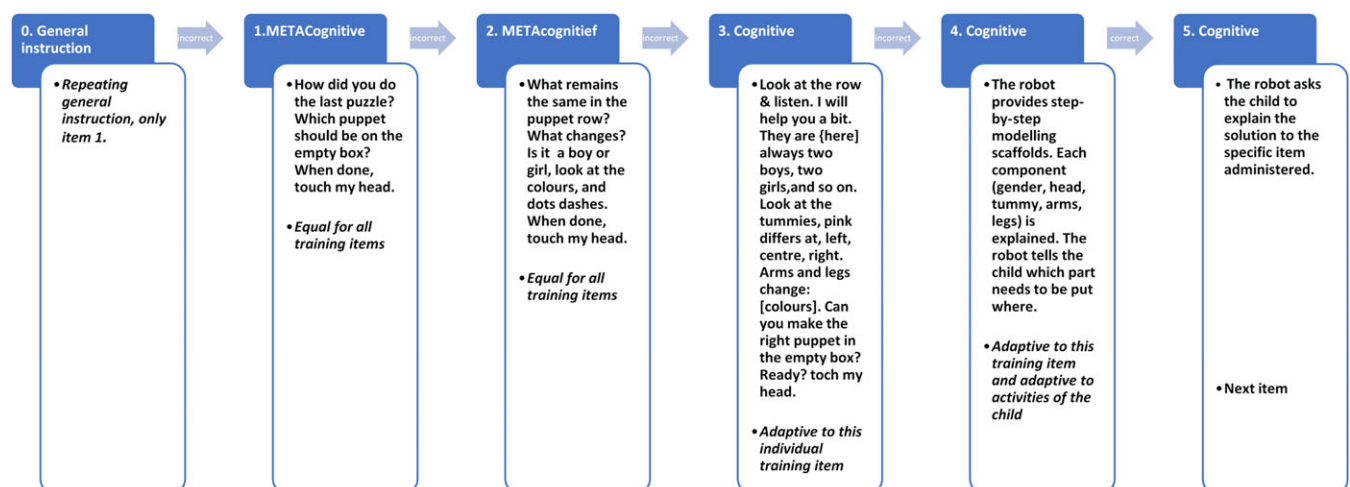 0. General
instruction
•Repeating
general
instruction, only
item 1.
incorrect
1.METACognitive
•How did you do
the last puzzle?
Which puppet
should be on the
empty box?
When done,
touch my head.
•Equal for all
training items
incorrect
2. METAcognitief
•What remains
the same in the
puppet row?
What changes?
Is it a boy or
girl, look at the
colours, and
dots dashes.
When done,
touch my head.
•Equal for all
training items
incorrect
3. Cognitive
•Look at the row
& listen. I will
help you a bit.
They are {here]
always two
boys, two
girls,and so on.
Look at the
tummies, pink
differs at, left,
centre, right.
Arms and legs
change:
[colours]. Can
you make the
right puppet in
the empty box?
Ready? toch my
head.
•Adaptive to this
individual
training item
incorrect
4. Cognitive
•The robot
provides step-
by-step
modelling
scaffolds. Each
component
(gender, head,
tummy, arms,
legs) is
explained. The
robot tells the
child which part
needs to be put
where.
•Adaptive to this
training item
and adaptive to
activities of the
child
correct
5. Cognitive
• The robot asks
the child to
explain the
solution to the
specific item
administered.
•Next item